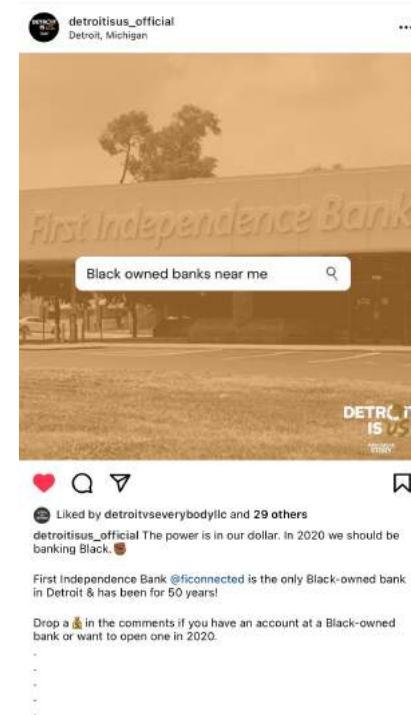 detroitisus_official
Detroit, Michigan
First Independence Bank
Black owned banks near me
DETROIT
IS US
Liked by detroitvseverybodyllc and 29 others
detroitisus_official The power is in our dollar. In 2020 we should be
banking Black.✊🏿
First Independence Bank @ficonnected is the only Black-owned bank
in Detroit & has been for 50 years!
Drop a 💰 in the comments if you have an account at a Black-owned
bank or want to open one in 2020.
.
.
.
.
.